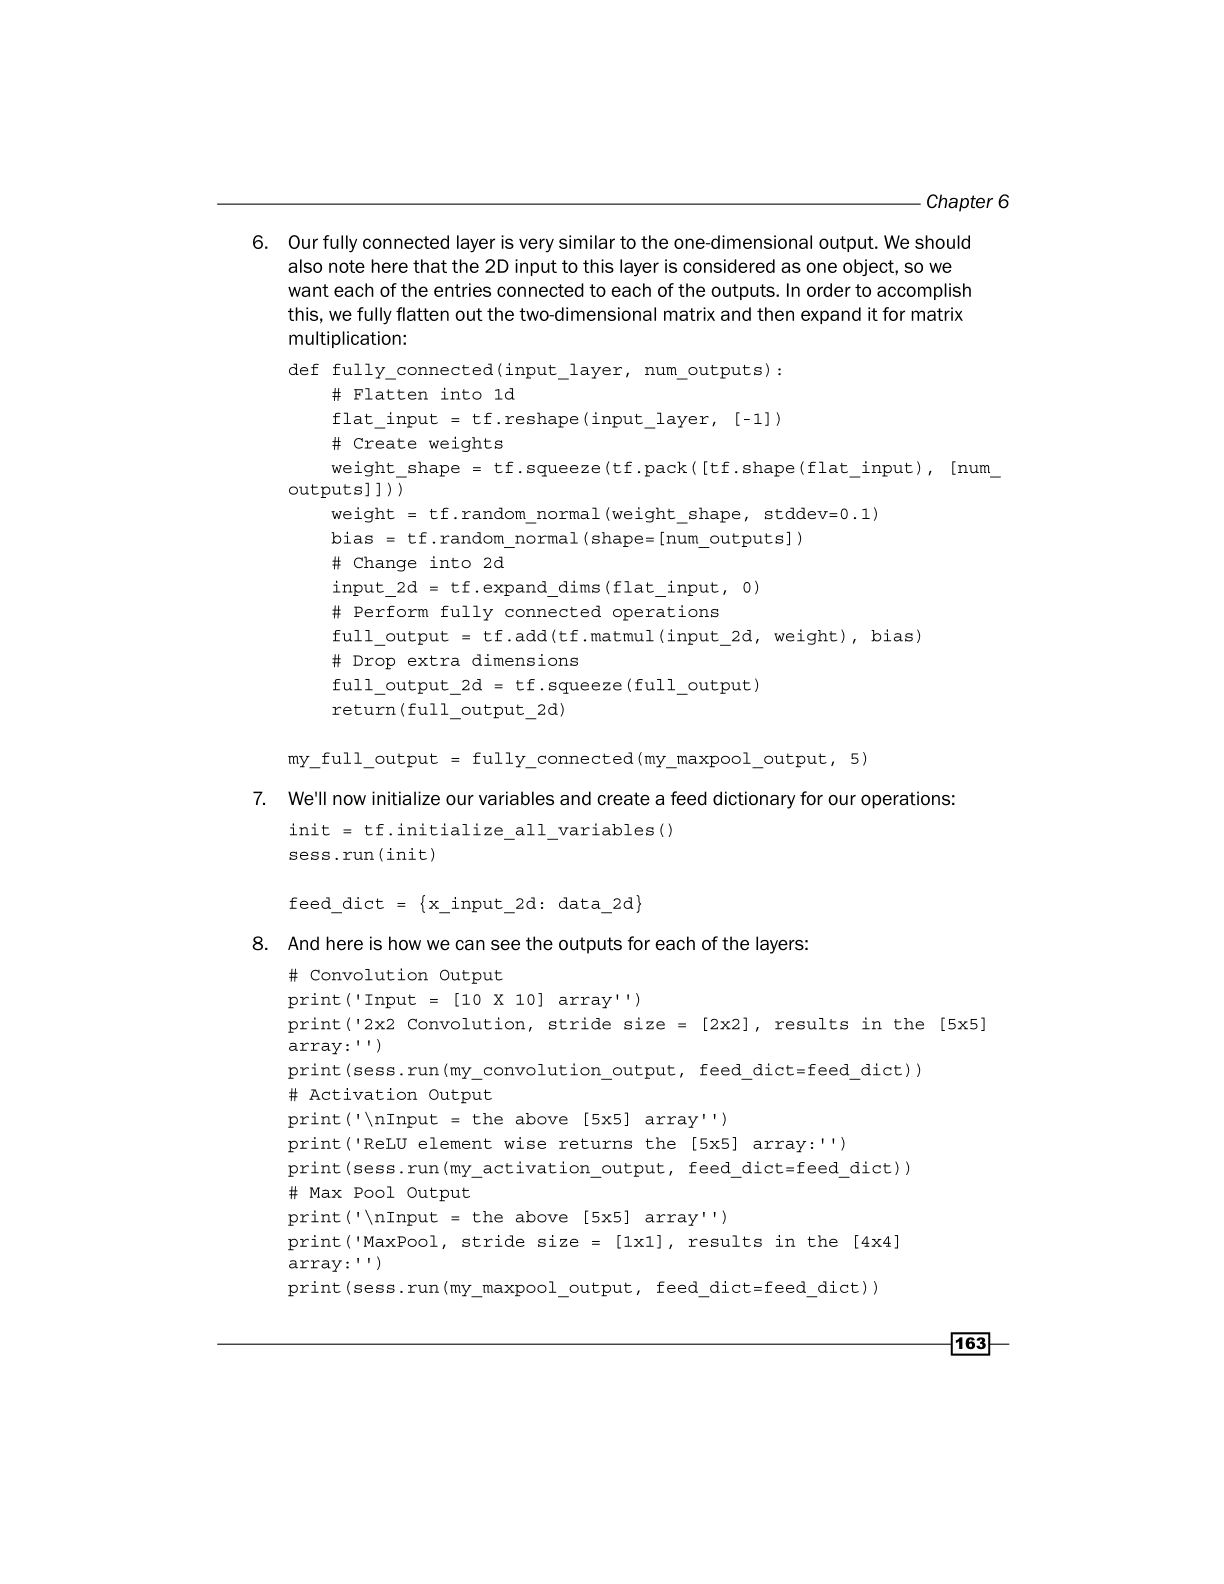 Chapter 6
6. Our fully connected layer is very similar to the one-dimensional output. We should
also note here that the 2D input to this layer is considered as one object, so we
want each of the entries connected to each of the outputs. In order to accomplish
this, we fully flatten out the two-dimensional matrix and then expand it for matrix
multiplication:
def fully_connected(input_layer, num_outputs):
    # Flatten into 1d
    flat_input = tf.reshape(input_layer, [-1])
    # Create weights
    weight_shape = tf.squeeze(tf.pack([tf.shape(flat_input), [num_
outputs]]))
    weight = tf.random_normal(weight_shape, stddev=0.1)
    bias = tf.random_normal(shape=[num_outputs])
    # Change into 2d
    input_2d = tf.expand_dims(flat_input, 0)
    # Perform fully connected operations
    full_output = tf.add(tf.matmul(input_2d, weight), bias)
    # Drop extra dimensions
    full_output_2d = tf.squeeze(full_output)
    return(full_output_2d)
my_full_output = fully_connected(my_maxpool_output, 5)
7. We'll now initialize our variables and create a feed dictionary for our operations:
init = tf.initialize_all_variables()
sess.run(init)
feed_dict = {x_input_2d: data_2d}
8. And here is how we can see the outputs for each of the layers:
# Convolution Output
print('Input = [10 X 10] array'')
print('2x2 Convolution, stride size = [2x2], results in the [5x5]
array:'')
print(sess.run(my_convolution_output, feed_dict=feed_dict))
# Activation Output
print('\nInput = the above [5x5] array'')
print('ReLU element wise returns the [5x5] array:'')
print(sess.run(my_activation_output, feed_dict=feed_dict))
# Max Pool Output
print('\nInput = the above [5x5] array'')
print('MaxPool, stride size = [1x1], results in the [4x4]
array:'')
print(sess.run(my_maxpool_output, feed_dict=feed_dict))
163